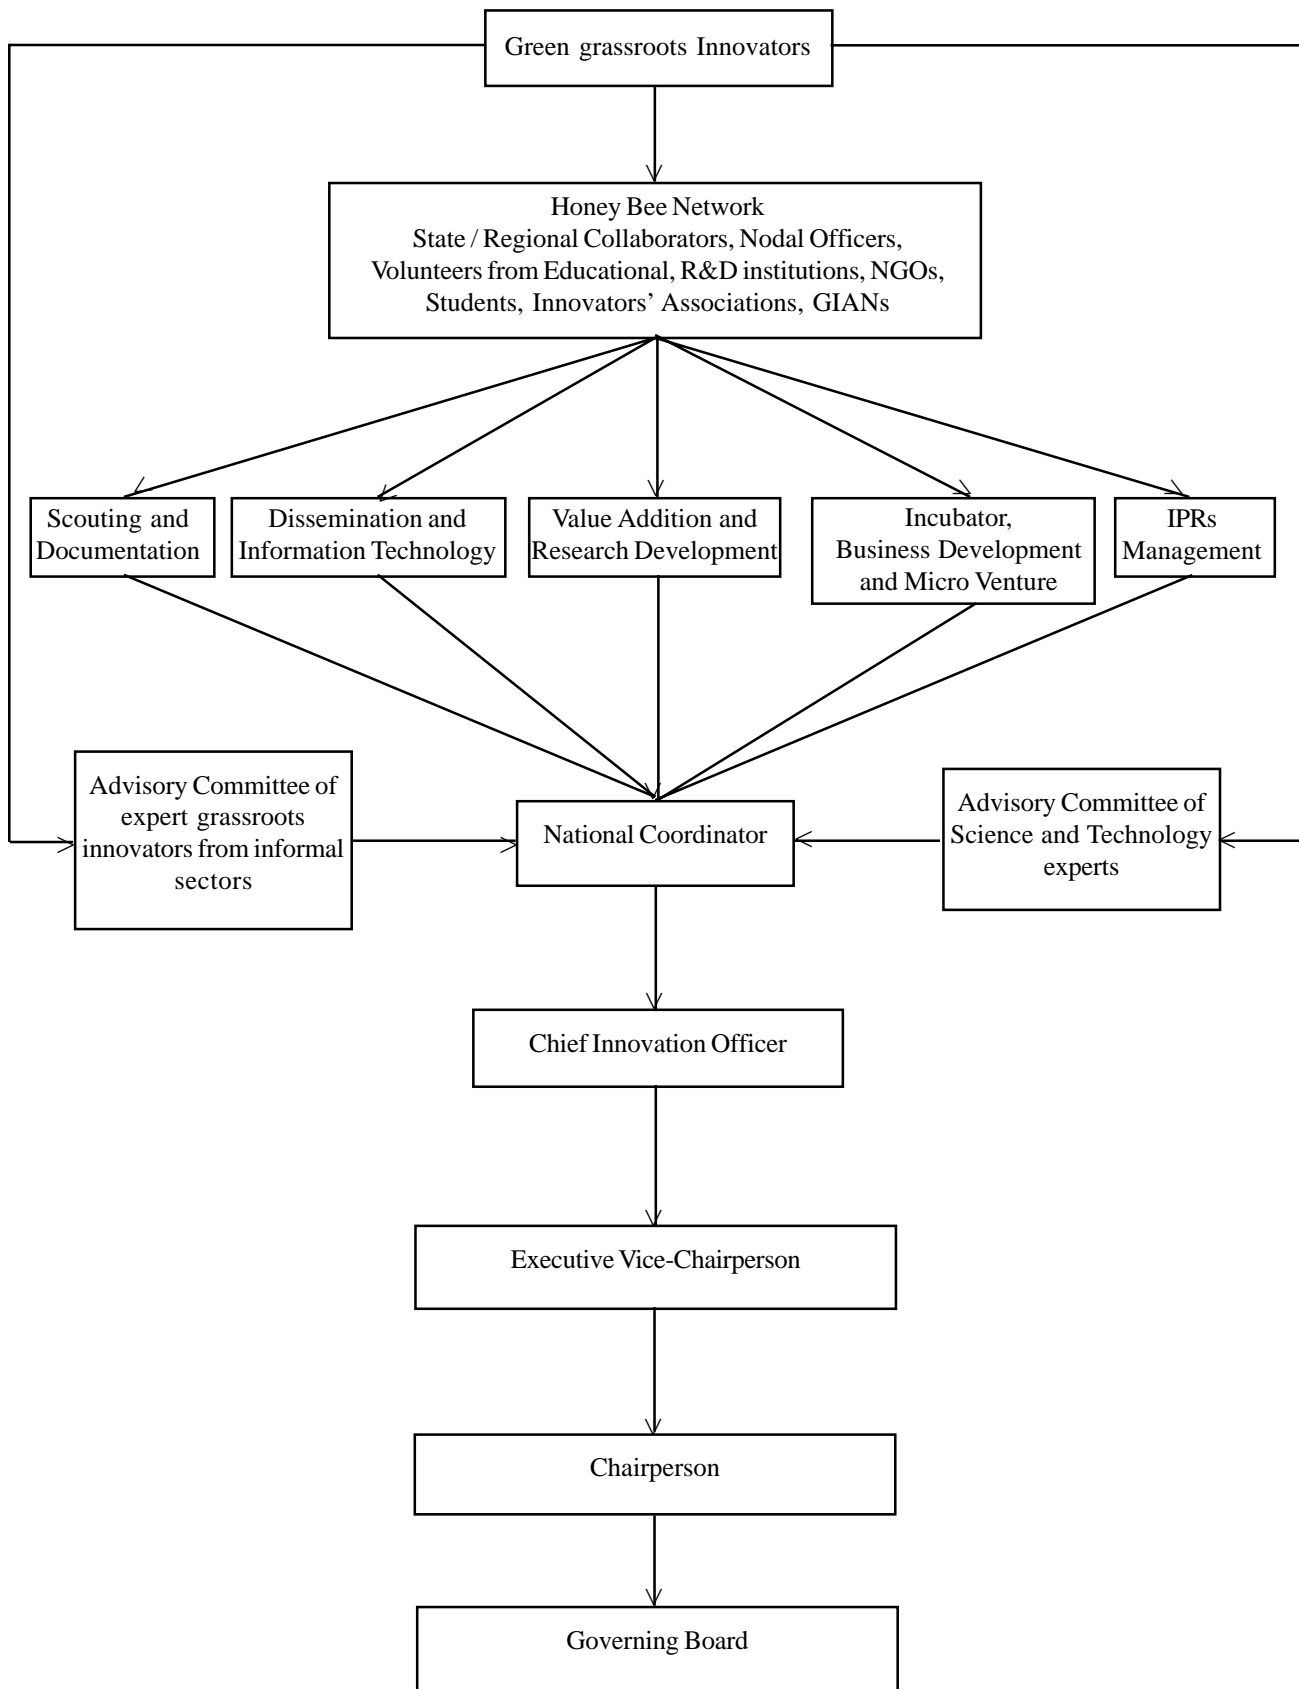 Green grassroots Innovators
Honey Bee Network
State / Regional Collaborators, Nodal Officers,
Volunteers from Educational, R&D institutions, NGOs,
Students, Innovators’ Associations, GIANs
Scouting and
Documentation
Dissemination and
Information Technology
Value Addition and
Research Development
Incubator,
Business Development
and Micro Venture
IPRs
Management
Advisory Committee of
expert grassroots
innovators from informal
sectors
National Coordinator
Advisory Committee of
Science and Technology
experts
Chief Innovation Officer
Executive Vice-Chairperson
Chairperson
Governing Board